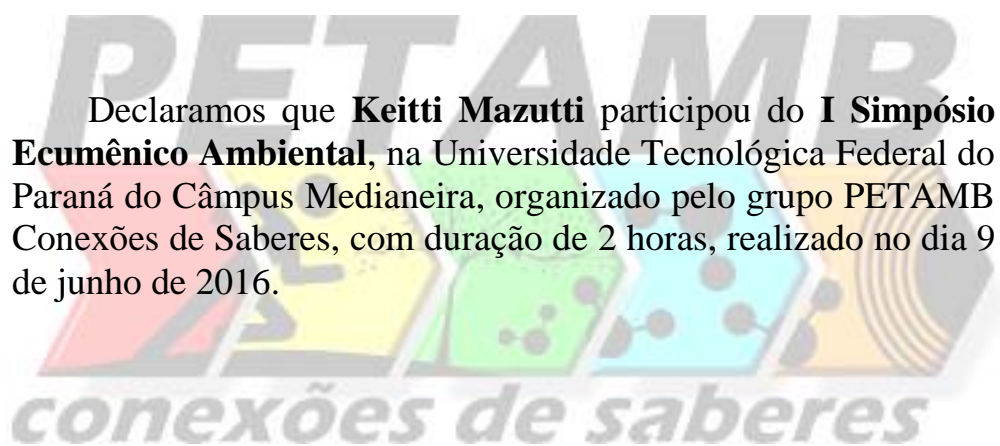 PETAMB
Declaramos que Keitti Mazutti participou do I Simpósio
Ecumênico Ambiental, na Universidade Tecnológica Federal do
Paraná do Câmpus Medianeira, organizado pelo grupo PETAMB
Conexões de Saberes, com duração de 2 horas, realizado no dia 9
de junho de 2016.
conexões de saberes